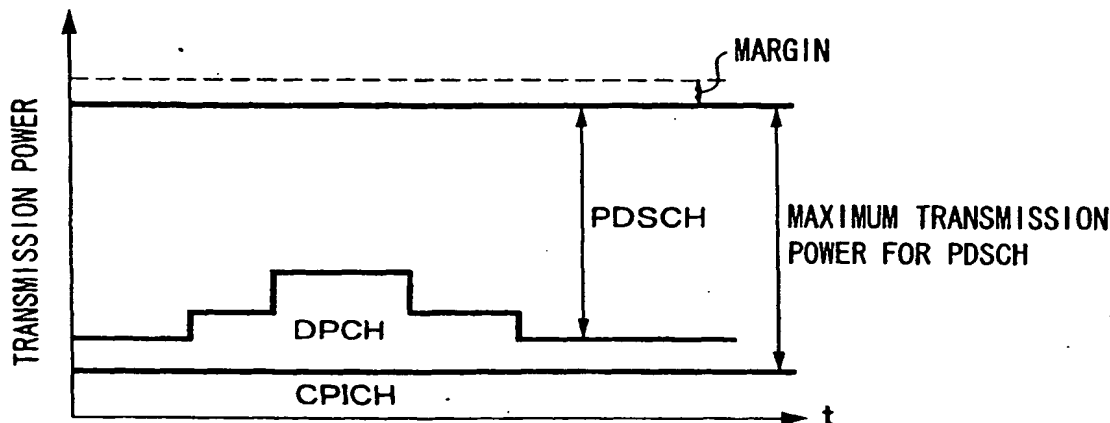 MARGIN
TRANSMISSION POWER
PDSCH
MAXIMUM TRANSMISSION
POWER FOR PDSCH
DPCH
CPICH
t